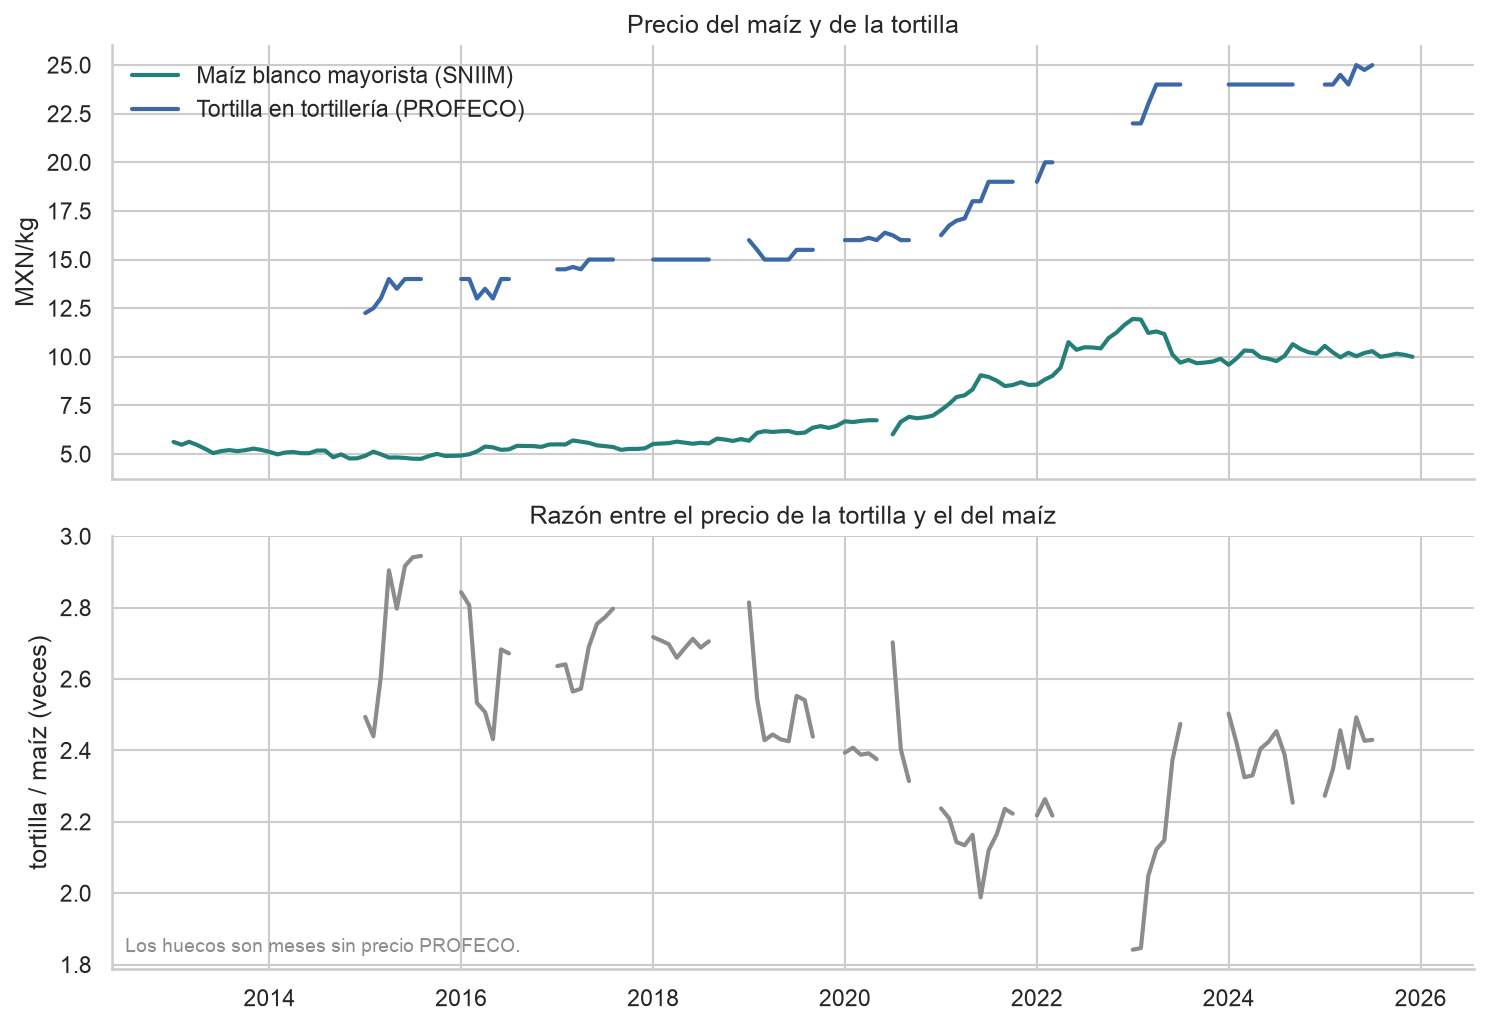 Precio del maíz y de la tortilla
Maíz blanco mayorista (SNIIM)
Tortilla en tortillería (PROFECO)
MXN/kg
25.0
22.5
20.0
17.5
15.0
12.5
10.0
7.5
5.0
Razón entre el precio de la tortilla y el del maíz
tortilla / maíz (veces)
3.0
2.8
2.6
2.4
2.2
2.0
1.8
Los huecos son meses sin precio PROFECO.
2014 2016 2018 2020 2022 2024 2026